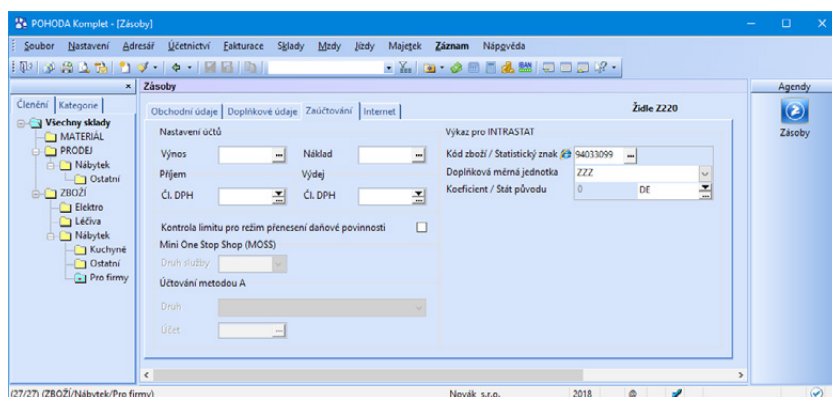 POHODA Komplet - [Zásoby]
Soubor Nastavení Adresář Účetnictví Fakturace Sklady Mzdy Jízdy Majetek Záznam Nápověda
Zásoby
Agendy
Členění Kategorie
Obchodní údaje Doplňkové údaje Zaúčtování Internet
Židle Z220
Zásoby
Všechny sklady
MATERIÁL
PRODEJ
Nábytek
Ostatní
ZBOŽÍ
Elektro
Léčiva
Nábytek
Kuchyně
Ostatní
Pro firmy
Nastavení účtů
Výnos Náklad
Příjem Výdej
Čl. DPH Čl. DPH
Kontrola limitu pro režim přenesení daňové povinnosti
Mini One Stop Shop (MOSS)
Druh služby
Účtování metodou A
Druh
Účet
Výkaz pro INTRASTAT
Kód zboží / Statistický znak 94033099
Doplňková měrná jednotka ZZZ
Koeficient / Stát původu 0 DE
(27/27) (ZBOŽÍ/Nábytek/Pro firmy) Novák s.r.o. 2018 @